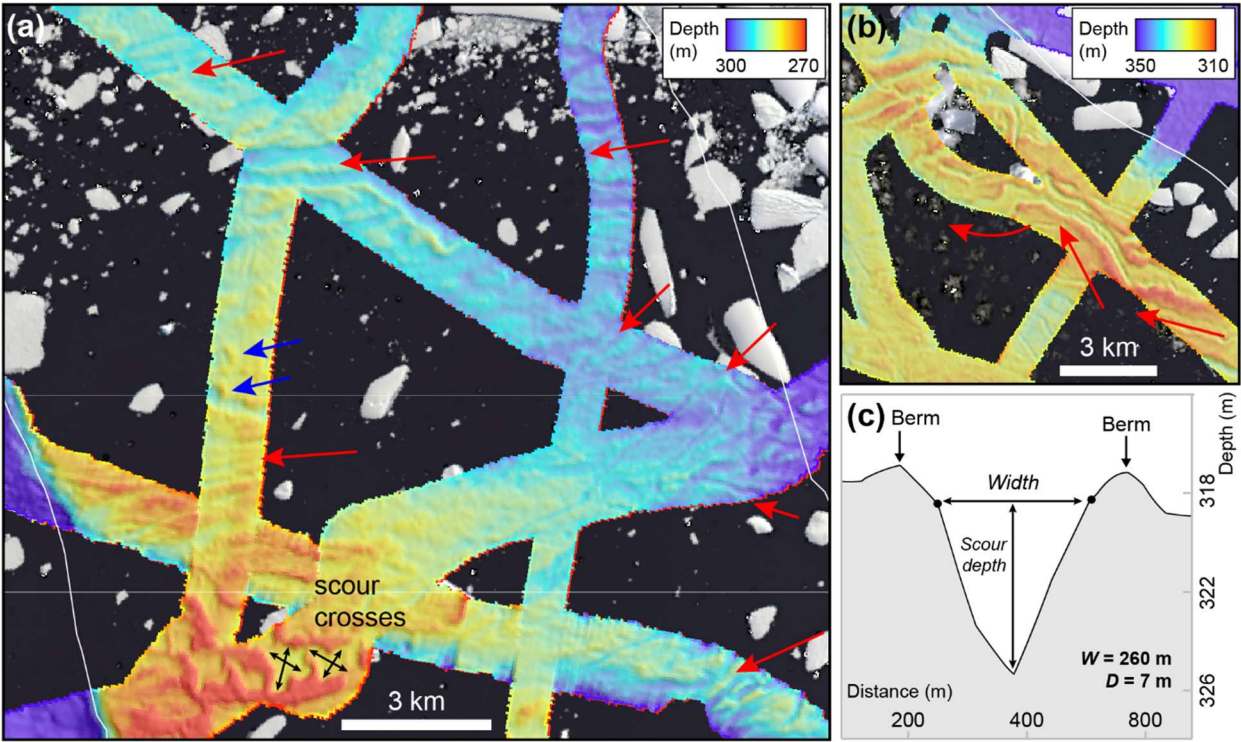 (a)
Depth
(m)
300 270
scour
crosses
3 km
(b)
Depth
(m)
350 310
3 km
(c)
Berm
Berm
Width
Scour
depth
W = 260 m
D = 7 m
Distance (m)
200 400 800
Depth (m)
318
322
326